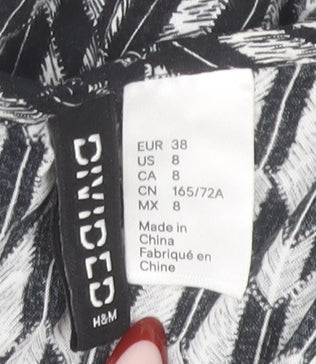 DIVIDED
H&M
EUR 38
US 8
CA 8
CN 165/72A
MX 8
Made in
China
Fabriqué en
Chine